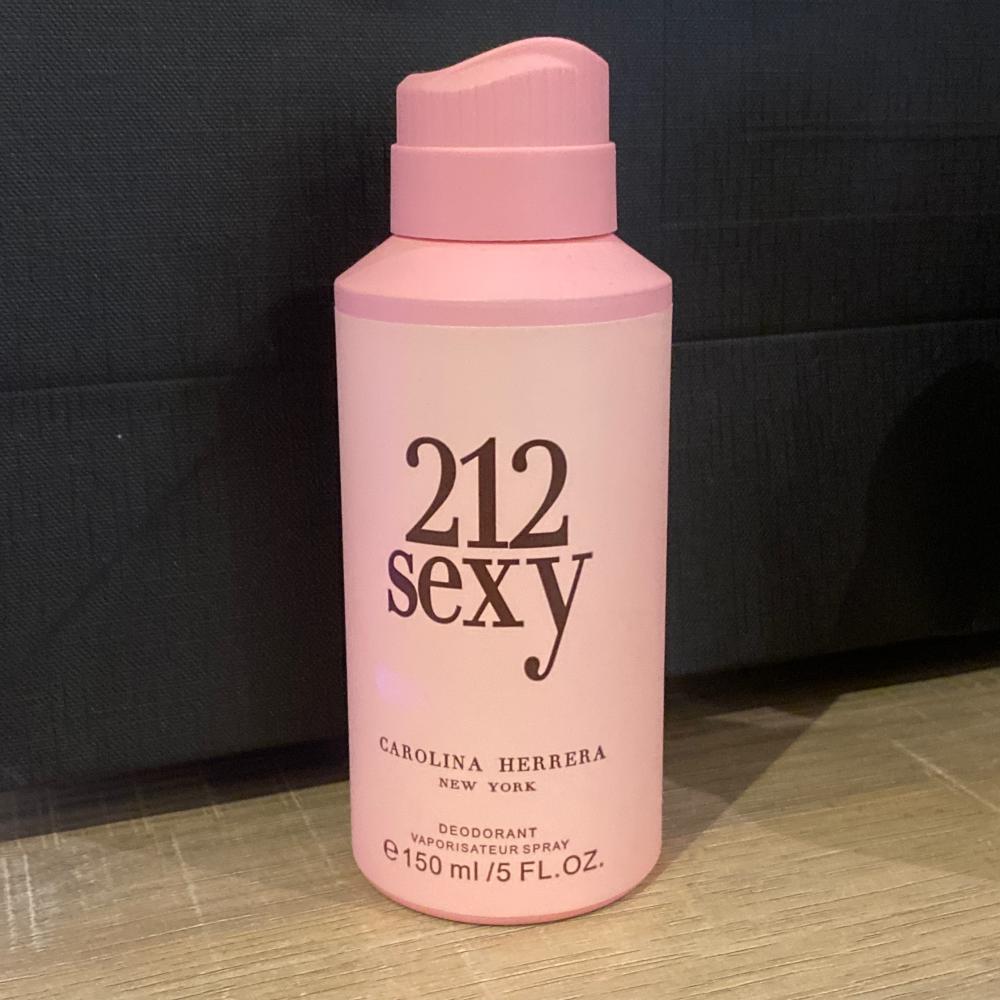 212
sexy
CAROLINA HERRERA
NEW YORK
DEODORANT
VAPORISATEUR SPRAY
℮150 ml /5 FL.OZ.